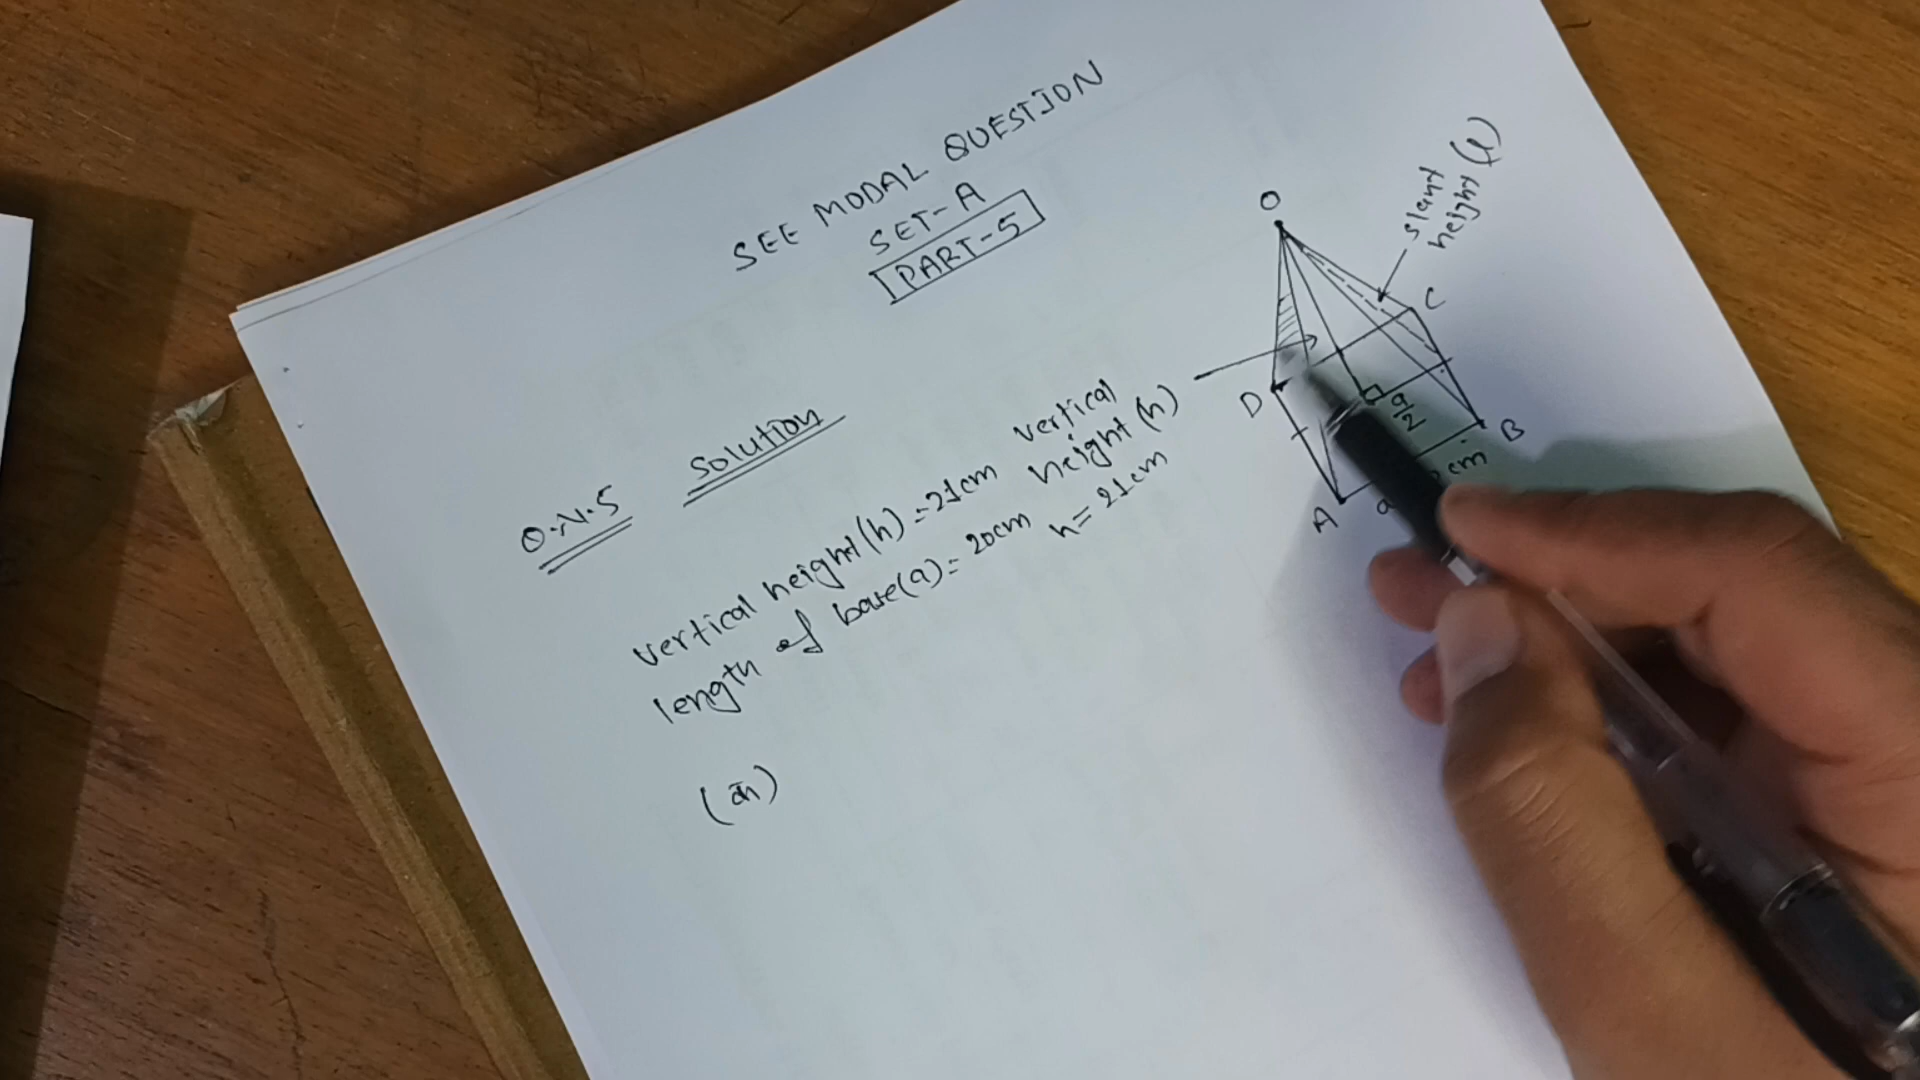 SEE MODAL QUESTION
SET-A
PART-5
Q.N.5 Solution
vertical height(h) = 21cm
length of base(a) = 20cm
vertical
height (h)
h = 21cm
O
slant
height (l)
C
D
a/2
B
A
a
cm